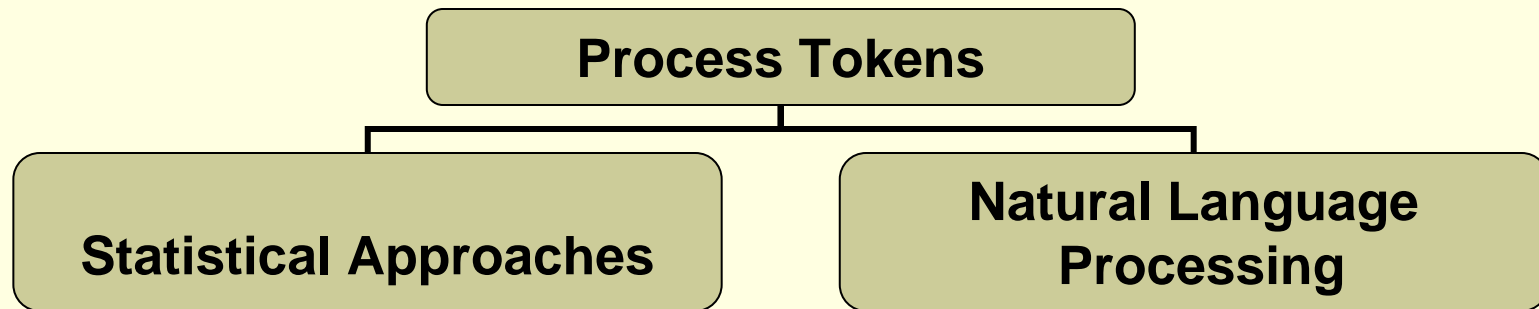 Process Tokens
Statistical Approaches
Natural Language
Processing